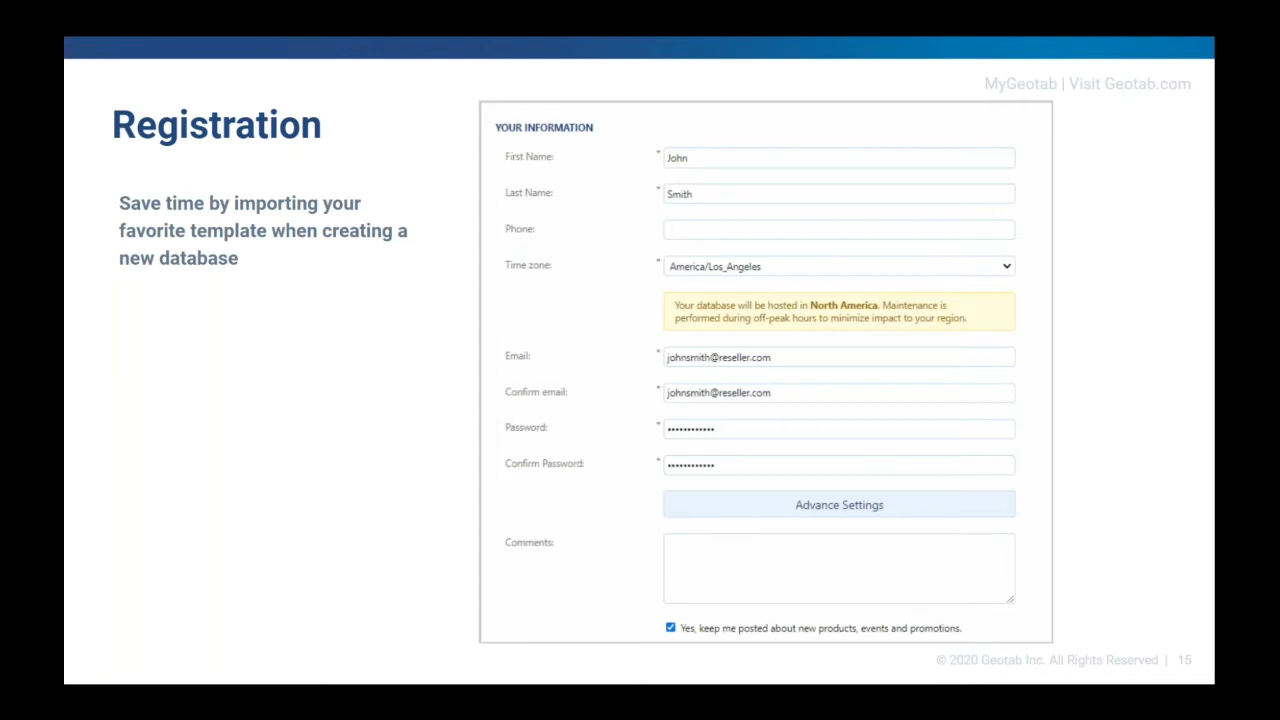 MyGeotab | Visit Geotab.com
Registration
Save time by importing your
favorite template when creating a
new database
YOUR INFORMATION
First Name: * John
Last Name: * Smith
Phone:
Time zone: * America/Los_Angeles
Your database will be hosted in North America. Maintenance is
performed during off-peak hours to minimize impact to your region.
Email: * johnsmith@reseller.com
Confirm email: * johnsmith@reseller.com
Password: * ••••••••••••
Confirm Password: * ••••••••••••
Advance Settings
Comments:
Yes, keep me posted about new products, events and promotions.
© 2020 Geotab Inc. All Rights Reserved | 15